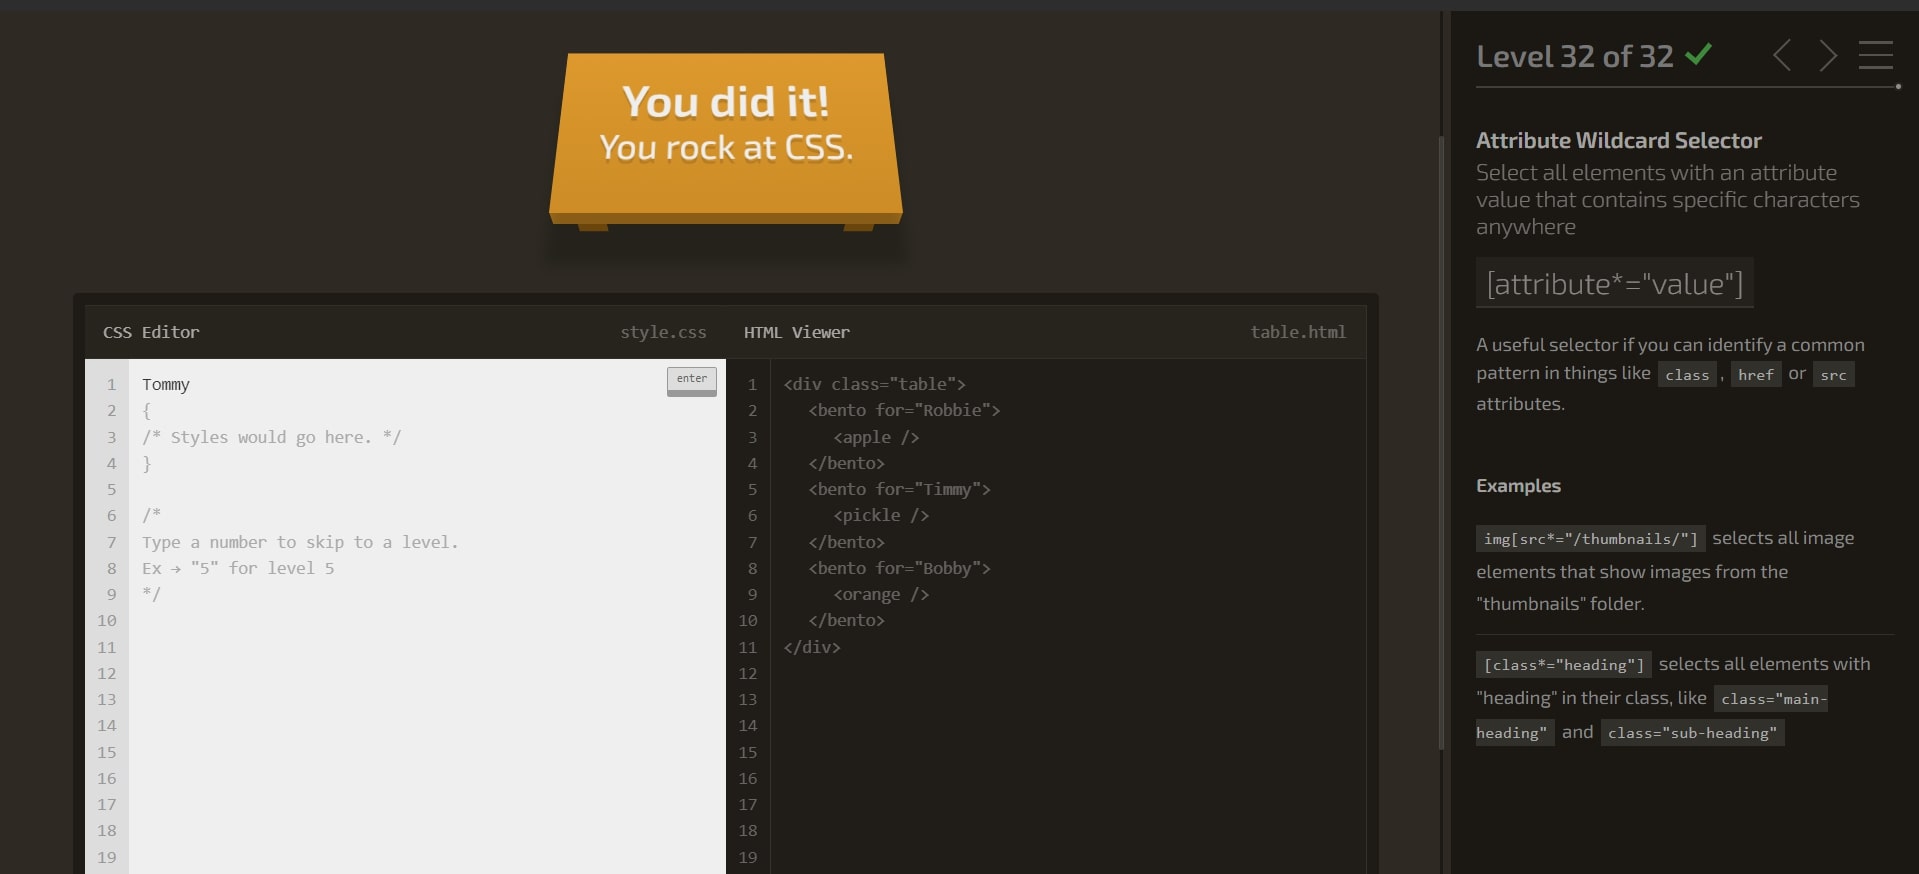 You did it!
You rock at CSS.
CSS Editor style.css
1 Tommy enter
2 {
3 /* Styles would go here. */
4 }
5
6 /*
7 Type a number to skip to a level.
8 Ex → "5" for level 5
9 */
10
11
12
13
14
15
16
17
18
19
HTML Viewer table.html
1 <div class="table">
2 <bento for="Robbie">
3 <apple />
4 </bento>
5 <bento for="Timmy">
6 <pickle />
7 </bento>
8 <bento for="Bobby">
9 <orange />
10 </bento>
11 </div>
12
13
14
15
16
17
18
19
Level 32 of 32
Attribute Wildcard Selector
Select all elements with an attribute
value that contains specific characters
anywhere
[attribute*="value"]
A useful selector if you can identify a common
pattern in things like class , href or src
attributes.
Examples
img[src*="/thumbnails/"] selects all image
elements that show images from the
"thumbnails" folder.
[class*="heading"] selects all elements with
"heading" in their class, like class="main-
heading" and class="sub-heading"